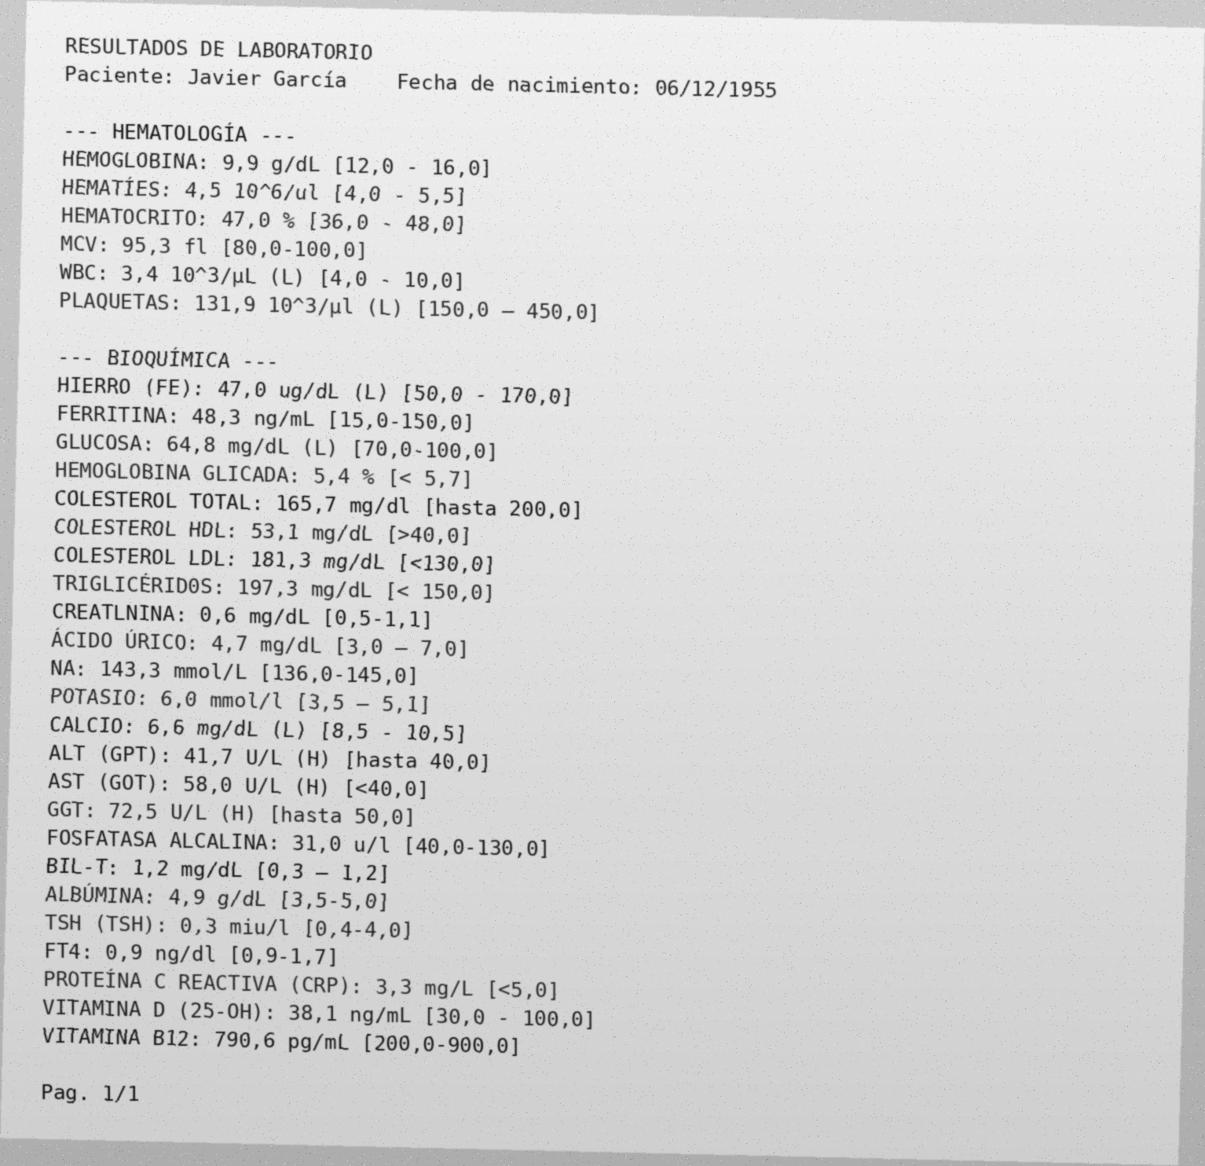 RESULTADOS DE LABORATORIO
Paciente: Javier García    Fecha de nacimiento: 06/12/1955
--- HEMATOLOGÍA ---
HEMOGLOBINA: 9,9 g/dL [12,0 - 16,0]
HEMATÍES: 4,5 10^6/ul [4,0 - 5,5]
HEMATOCRITO: 47,0 % [36,0 - 48,0]
MCV: 95,3 fl [80,0-100,0]
WBC: 3,4 10^3/µL (L) [4,0 - 10,0]
PLAQUETAS: 131,9 10^3/µl (L) [150,0 – 450,0]
--- BIOQUÍMICA ---
HIERRO (FE): 47,0 ug/dL (L) [50,0 - 170,0]
FERRITINA: 48,3 ng/mL [15,0-150,0]
GLUCOSA: 64,8 mg/dL (L) [70,0-100,0]
HEMOGLOBINA GLICADA: 5,4 % [< 5,7]
COLESTEROL TOTAL: 165,7 mg/dl [hasta 200,0]
COLESTEROL HDL: 53,1 mg/dL [>40,0]
COLESTEROL LDL: 181,3 mg/dL [<130,0]
TRIGLICÉRID0S: 197,3 mg/dL [< 150,0]
CREATLNINA: 0,6 mg/dL [0,5-1,1]
ÁCIDO ÚRICO: 4,7 mg/dL [3,0 – 7,0]
NA: 143,3 mmol/L [136,0-145,0]
POTASIO: 6,0 mmol/l [3,5 – 5,1]
CALCIO: 6,6 mg/dL (L) [8,5 - 10,5]
ALT (GPT): 41,7 U/L (H) [hasta 40,0]
AST (GOT): 58,0 U/L (H) [<40,0]
GGT: 72,5 U/L (H) [hasta 50,0]
FOSFATASA ALCALINA: 31,0 u/l [40,0-130,0]
BIL-T: 1,2 mg/dL [0,3 – 1,2]
ALBÚMINA: 4,9 g/dL [3,5-5,0]
TSH (TSH): 0,3 miu/l [0,4-4,0]
FT4: 0,9 ng/dl [0,9-1,7]
PROTEÍNA C REACTIVA (CRP): 3,3 mg/L [<5,0]
VITAMINA D (25-OH): 38,1 ng/mL [30,0 - 100,0]
VITAMINA B12: 790,6 pg/mL [200,0-900,0]
Pag. 1/1